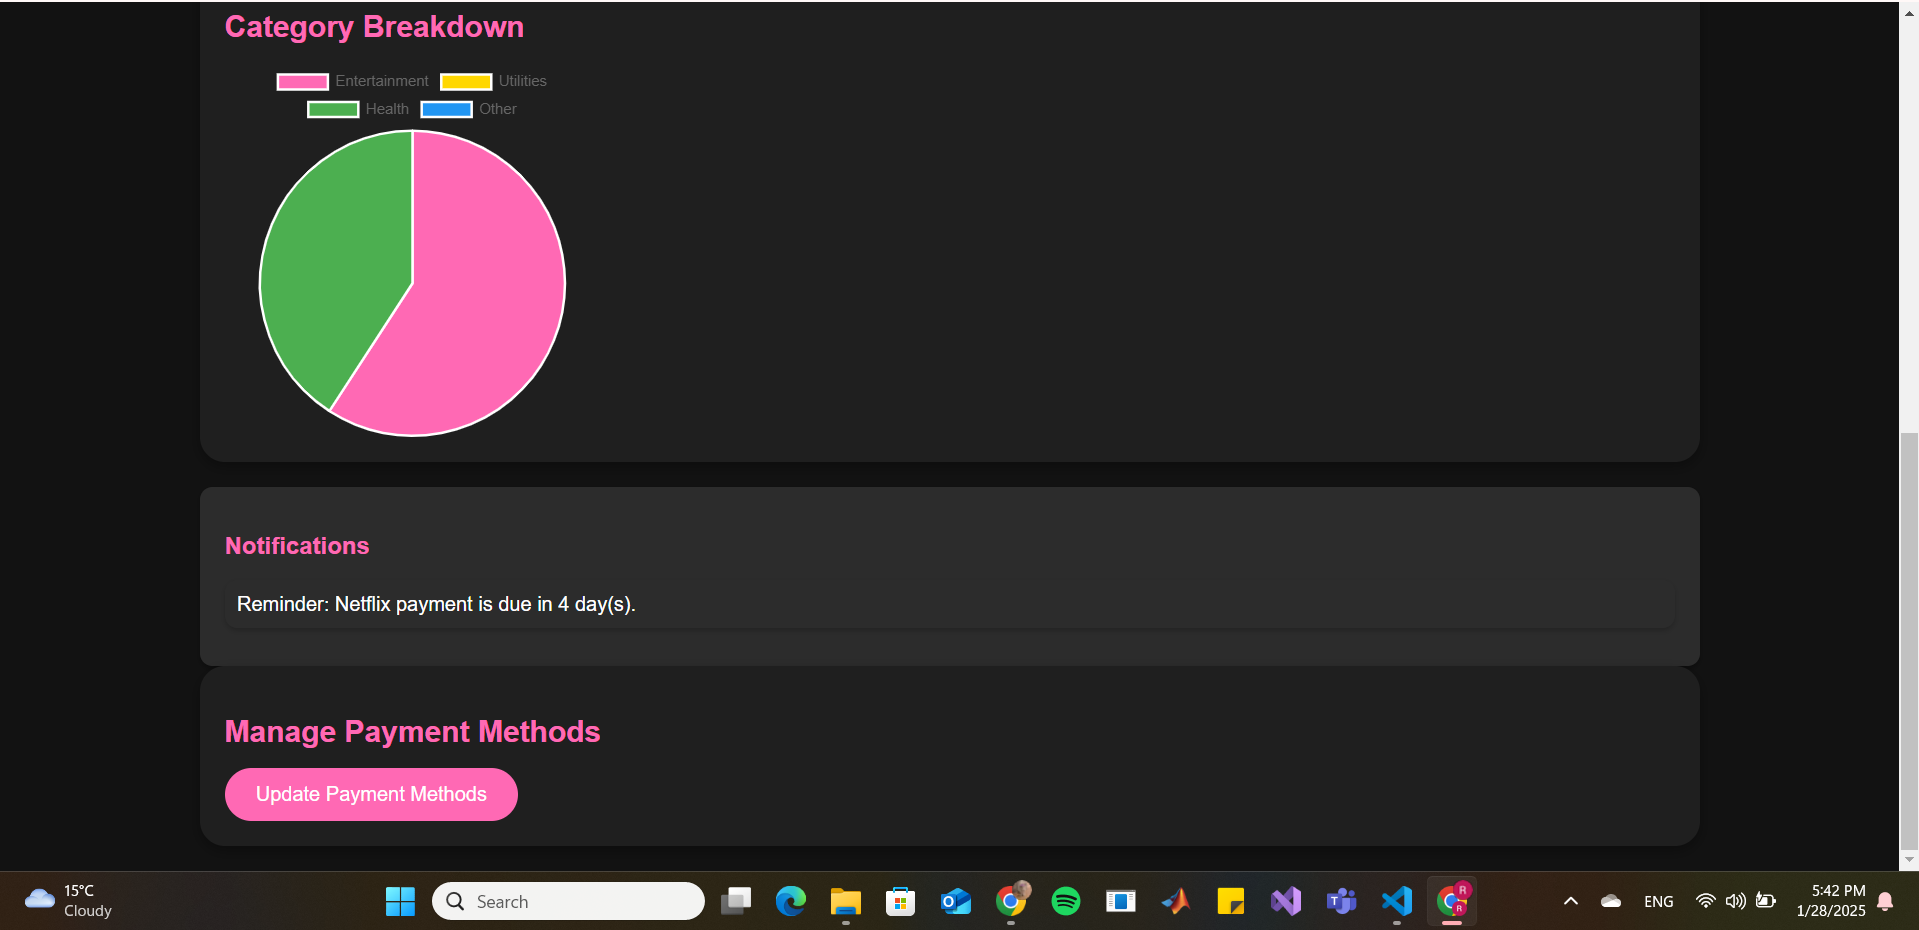 Category Breakdown
Entertainment Utilities
Health Other
Notifications
Reminder: Netflix payment is due in 4 day(s).
Manage Payment Methods
Update Payment Methods
15°C
Cloudy
Search
ENG
5:42 PM
1/28/2025